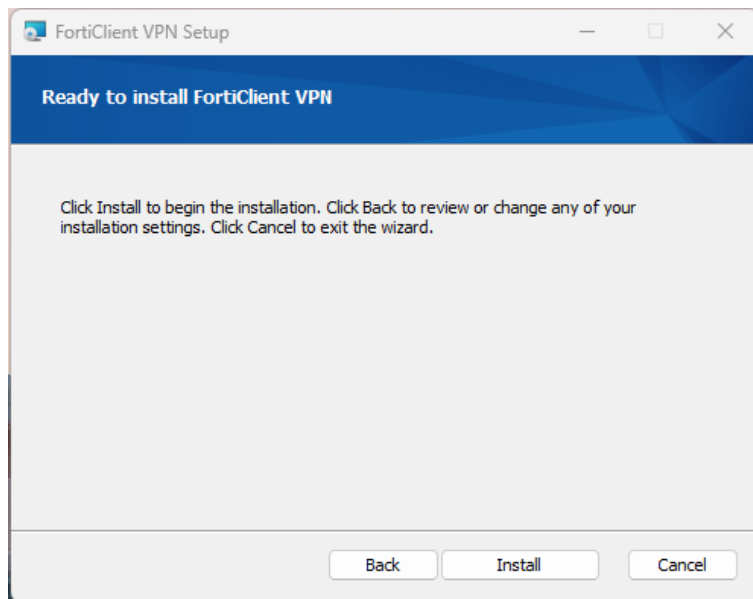 FortiClient VPN Setup
Ready to install FortiClient VPN
Click Install to begin the installation. Click Back to review or change any of your
installation settings. Click Cancel to exit the wizard.
Back
Install
Cancel